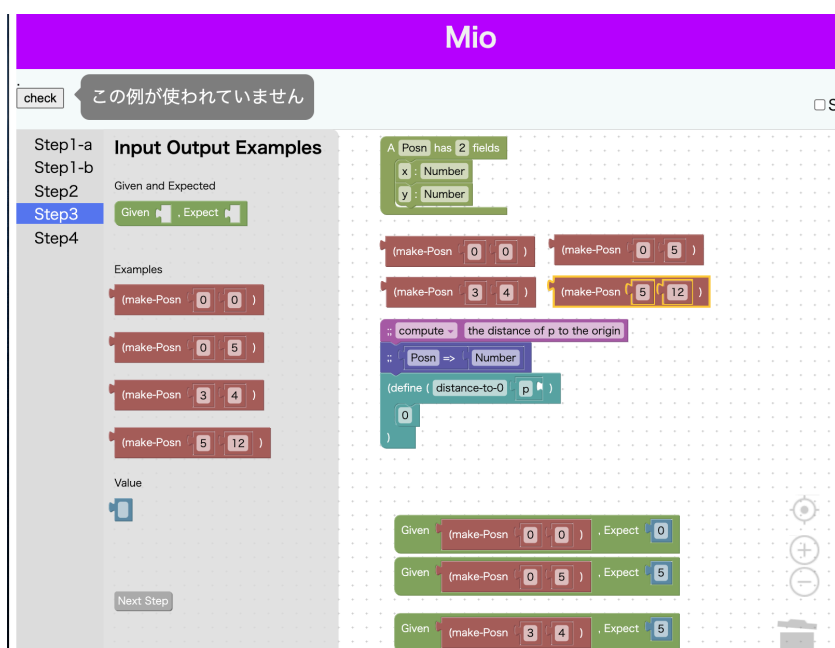 Mio
check
この例が使われていません
S
Step1-a
Step1-b
Step2
Step3
Step4
Input Output Examples
Given and Expected
Given , Expect
Examples
(make-Posn 0 0 )
(make-Posn 0 5 )
(make-Posn 3 4 )
(make-Posn 5 12 )
Value
Next Step
A Posn has 2 fields
x : Number
y : Number
(make-Posn 0 0 )
(make-Posn 0 5 )
(make-Posn 3 4 )
(make-Posn 5 12 )
;; compute the distance of p to the origin
;; Posn => Number
(define ( distance-to-0 p )
0
)
Given (make-Posn 0 0 ) , Expect 0
Given (make-Posn 0 5 ) , Expect 5
Given (make-Posn 3 4 ) , Expect 5